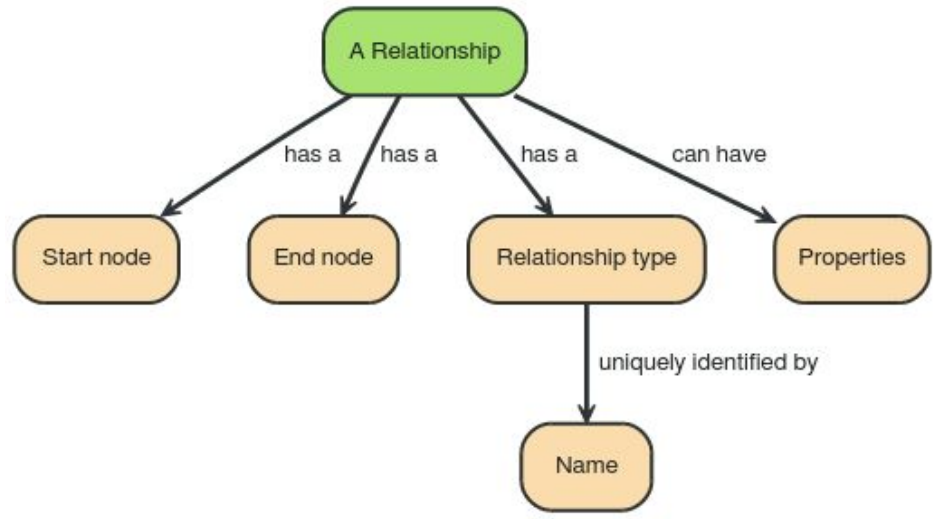 A Relationship
has a
has a
has a
can have
Start node
End node
Relationship type
Properties
uniquely identified by
Name